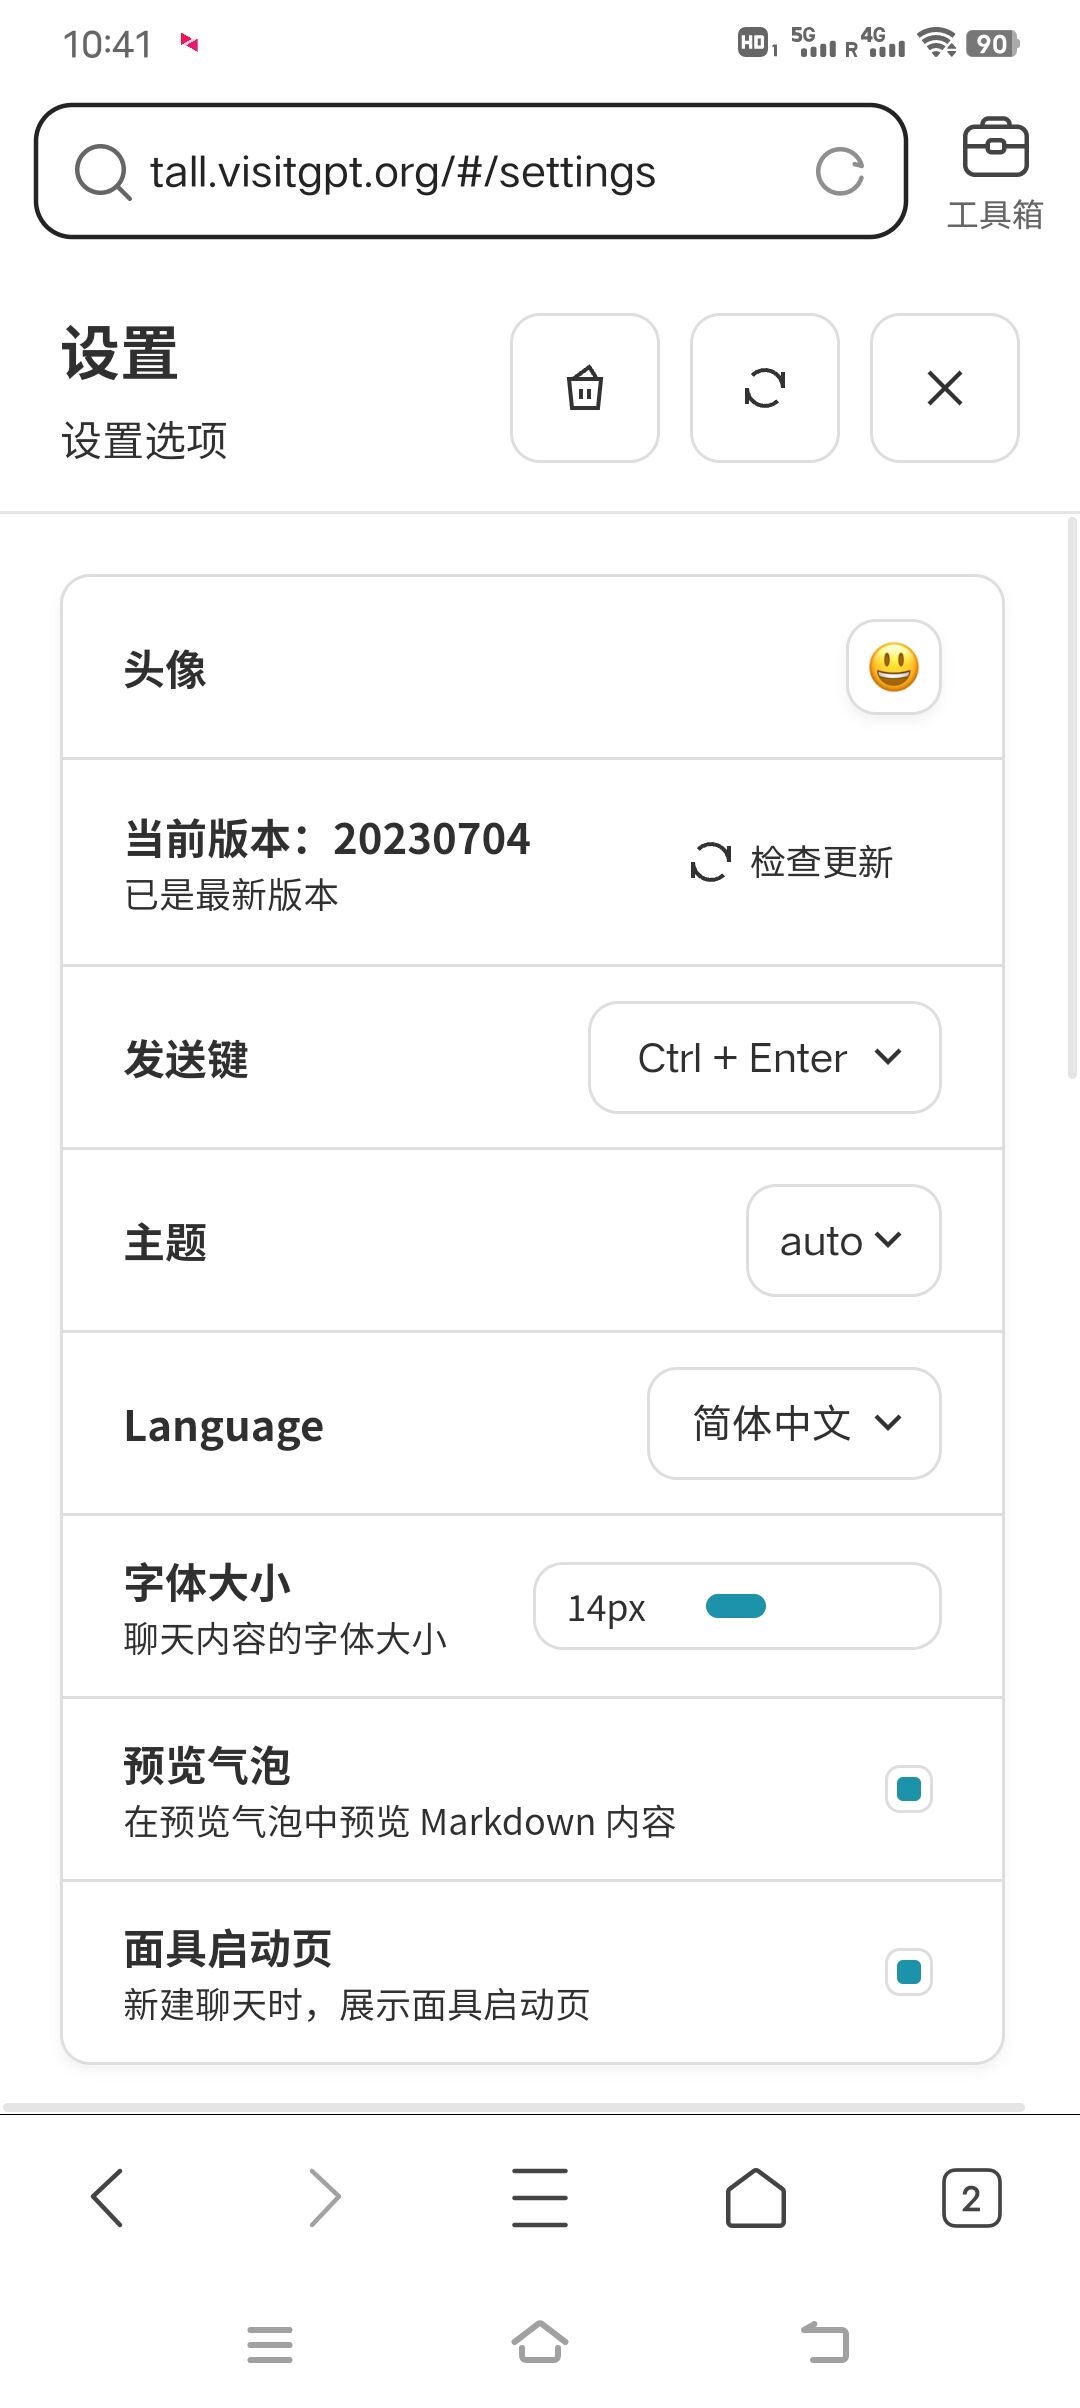 10:41
HD 1 5G R 4G 90
tall.visitgpt.org/#/settings
工具箱
设置
设置选项
头像
当前版本：20230704
已是最新版本
检查更新
发送键
Ctrl + Enter
主题
auto
Language
简体中文
字体大小
聊天内容的字体大小
14px
预览气泡
在预览气泡中预览 Markdown 内容
面具启动页
新建聊天时，展示面具启动页
2